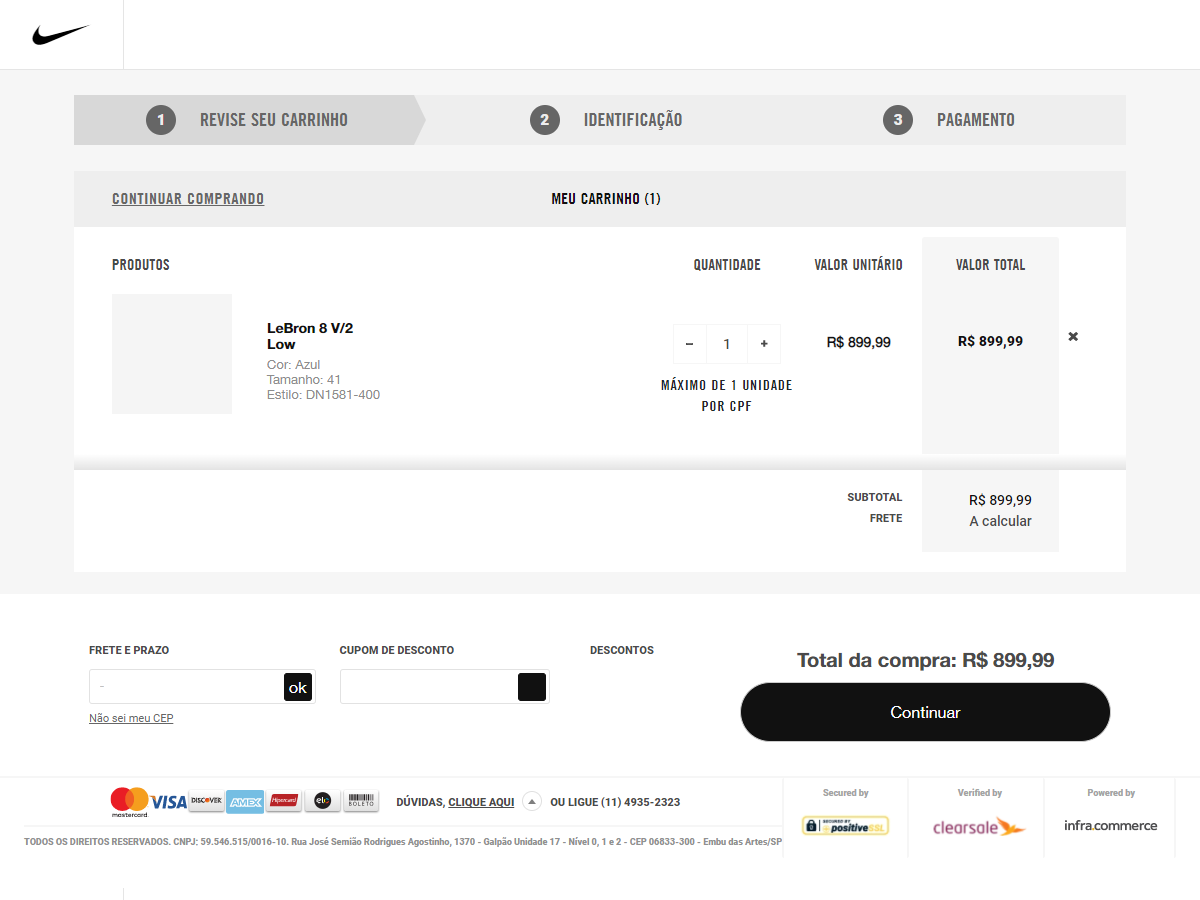 1 REVISE SEU CARRINHO
2 IDENTIFICAÇÃO
3 PAGAMENTO
CONTINUAR COMPRANDO
MEU CARRINHO (1)
PRODUTOS
QUANTIDADE
VALOR UNITÁRIO
VALOR TOTAL
LeBron 8 V/2
Low
Cor: Azul
Tamanho: 41
Estilo: DN1581-400
- 1 +
MÁXIMO DE 1 UNIDADE
POR CPF
R$ 899,99
R$ 899,99
✖
SUBTOTAL R$ 899,99
FRETE A calcular
FRETE E PRAZO
- ok
Não sei meu CEP
CUPOM DE DESCONTO
DESCONTOS
Total da compra: R$ 899,99
Continuar
mastercard
VISA
DISCOVER
AMEX
Hipercard
elo
BOLETO
DÚVIDAS, CLIQUE AQUI OU LIGUE (11) 4935-2323
TODOS OS DIREITOS RESERVADOS. CNPJ: 59.546.515/0016-10. Rua José Semião Rodrigues Agostinho, 1370 - Galpão Unidade 17 - Nível 0, 1 e 2 - CEP 06833-300 - Embu das Artes/SP
Secured by
SECURED BY
positiveSSL
Verified by
clearsale
Powered by
infra.commerce